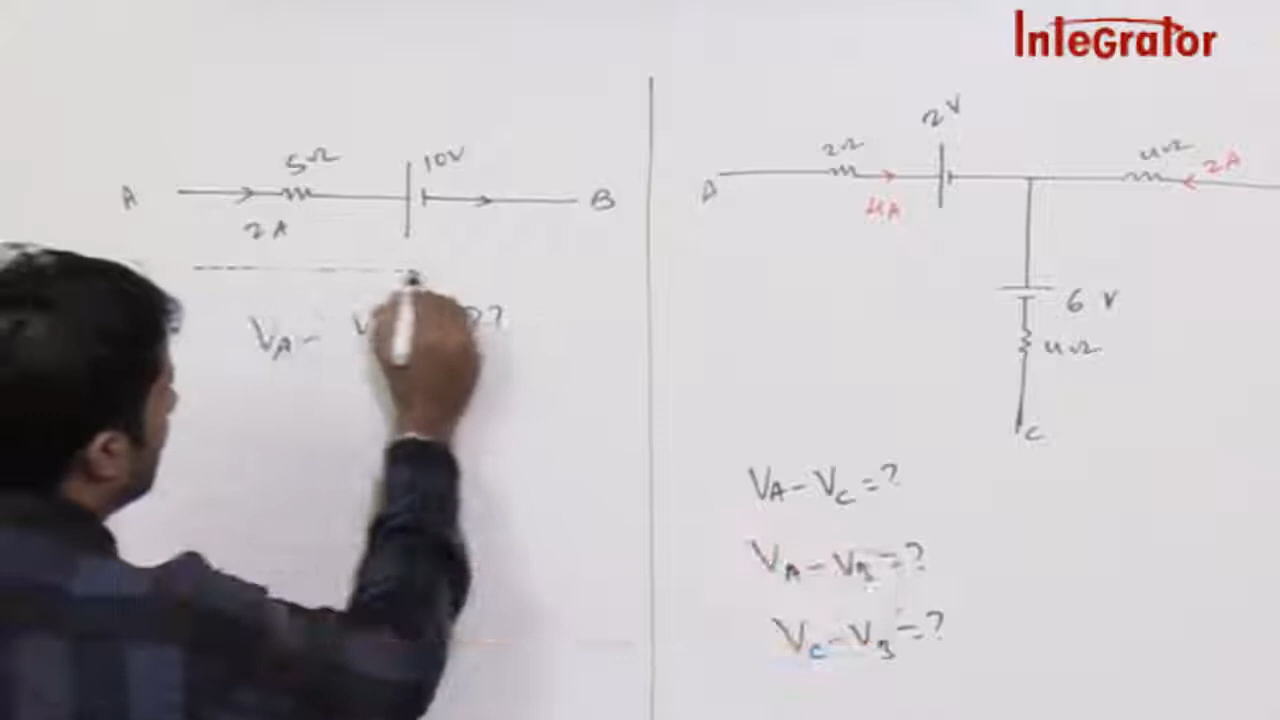 Integrator
5Ω 10V
A B
2A
VA -
2Ω 2V 4Ω 2A
A 4A
6 V
4Ω
C
VA - VC = ?
VA - VB = ?
VC - VB = ?